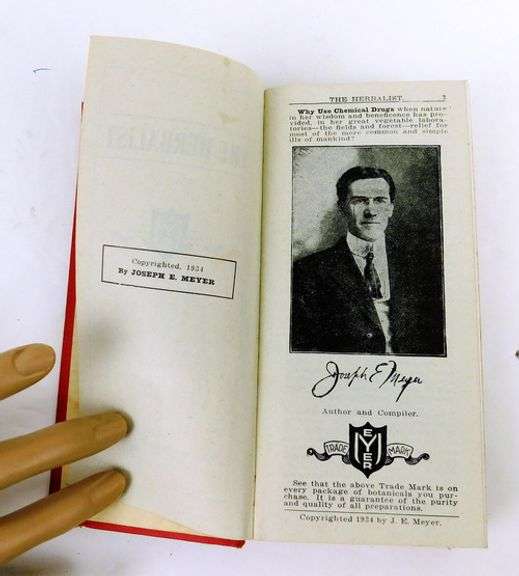 Copyrighted, 1934
By JOSEPH E. MEYER
THE HERBALIST.
Why Use Chemical Drugs when nature
in her wisdom and beneficence has pro-
vided, in her great vegetable labora-
tories—the fields and forest—relief for
most of the more common and simple
ills of mankind?
Joseph E Meyer
Author and Compiler.
TRADE MEYER MARK
See that the above Trade Mark is on
every package of botanicals you pur-
chase. It is a guarantee of the purity
and quality of all preparations.
Copyrighted 1934 by J. E. Meyer.